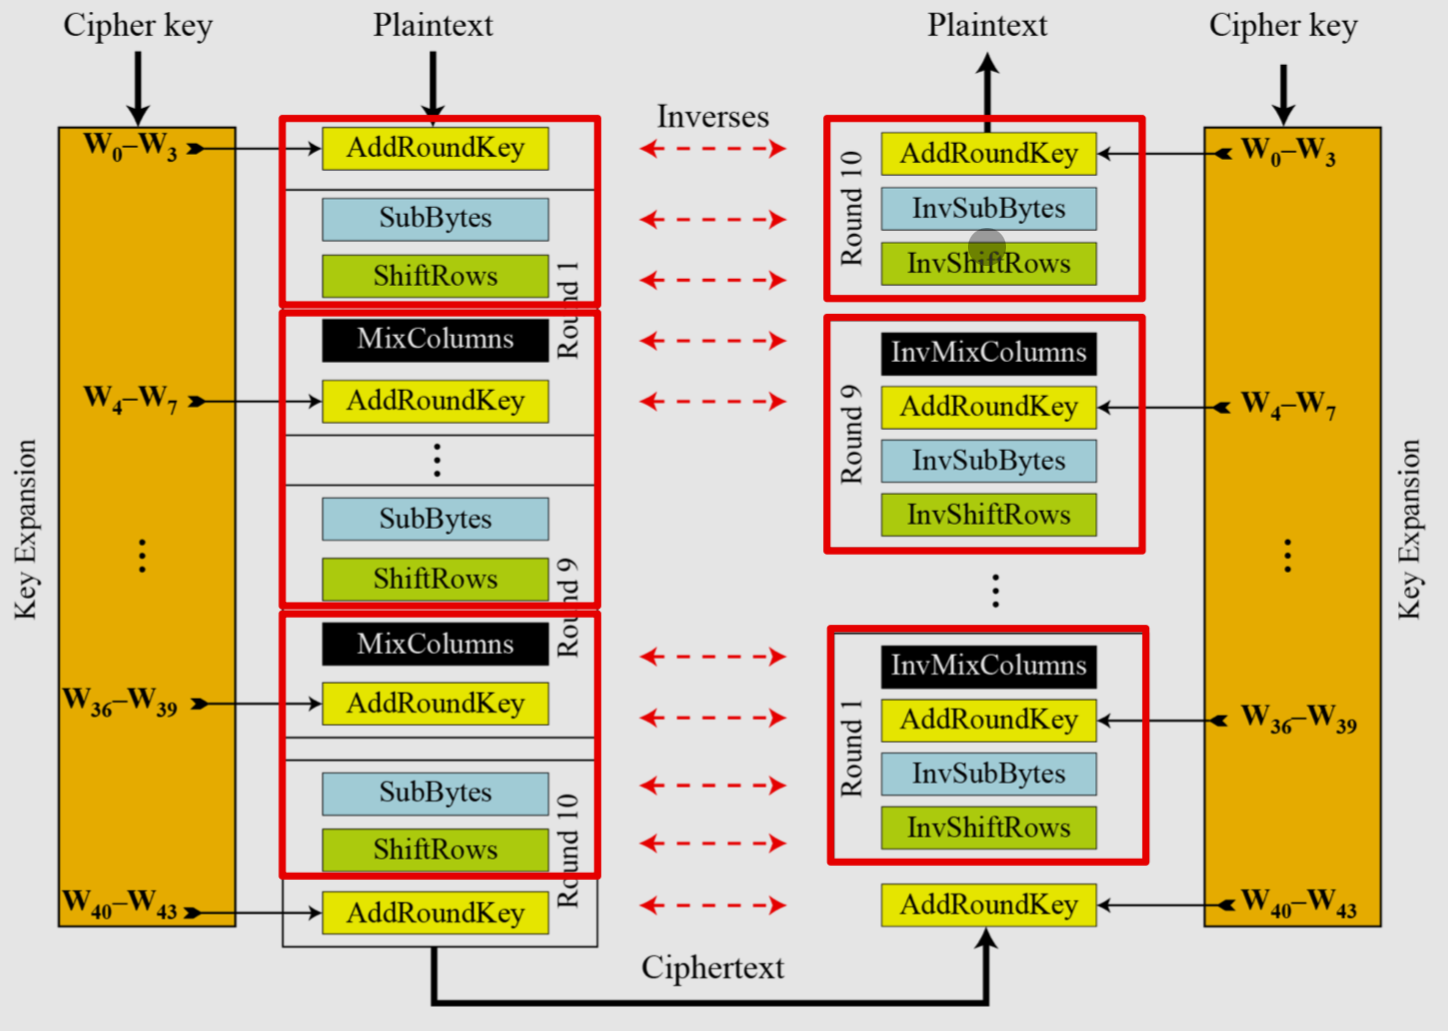 Cipher key
Plaintext
Plaintext
Cipher key
Inverses
Key Expansion
W0–W3
W4–W7
⋮
W36–W39
W40–W43
AddRoundKey
SubBytes
ShiftRows
MixColumns
AddRoundKey
Round 1
⋮
SubBytes
ShiftRows
MixColumns
AddRoundKey
Round 9
SubBytes
ShiftRows
AddRoundKey
Round 10
Ciphertext
AddRoundKey
InvSubBytes
InvShiftRows
Round 10
InvMixColumns
AddRoundKey
InvSubBytes
InvShiftRows
Round 9
⋮
InvMixColumns
AddRoundKey
InvSubBytes
InvShiftRows
Round 1
AddRoundKey
W0–W3
W4–W7
⋮
W36–W39
W40–W43
Key Expansion